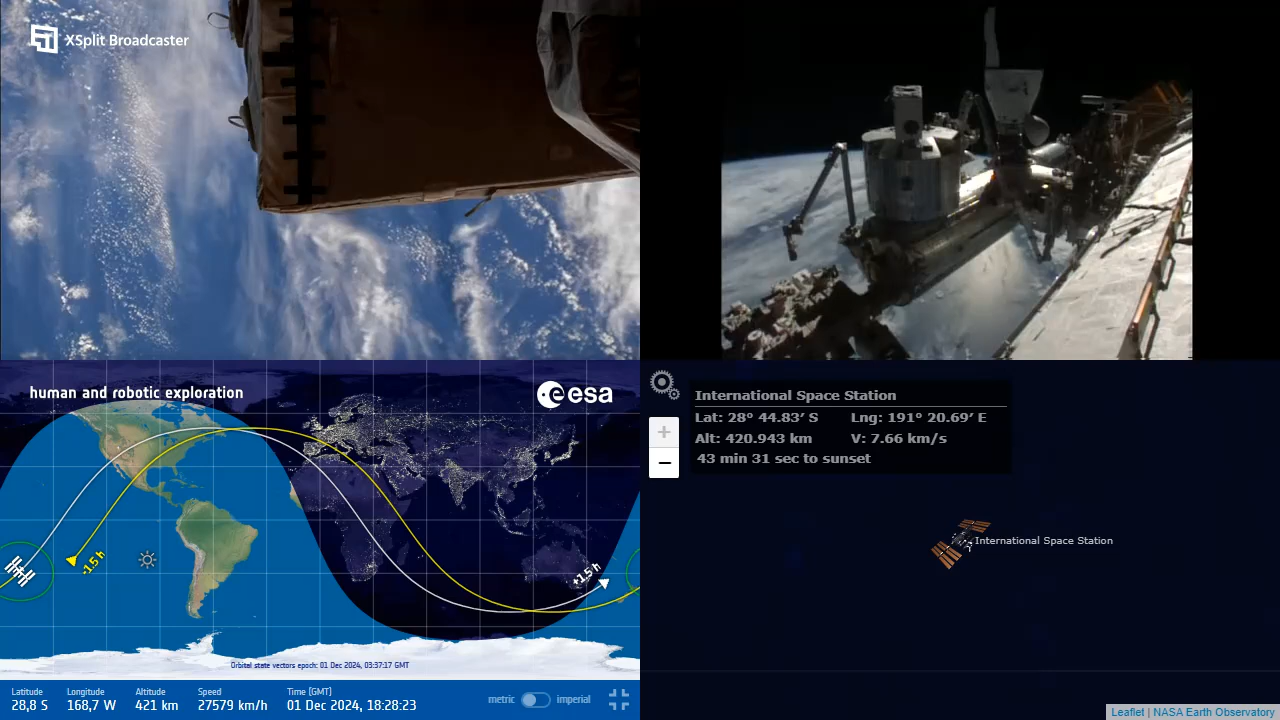 XSplit Broadcaster
human and robotic exploration
esa
-1.5 h
+1.5 h
Orbital state vectors epoch: 01 Dec 2024, 03:37:17 GMT
Latitude Longitude Altitude Speed Time (GMT)
28,8 S 168,7 W 421 km 27579 km/h 01 Dec 2024, 18:28:23
metric imperial
International Space Station
Lat: 28° 44.83′ S Lng: 191° 20.69′ E
Alt: 420.943 km V: 7.66 km/s
43 min 31 sec to sunset
+
−
International Space Station
Leaflet | NASA Earth Observatory